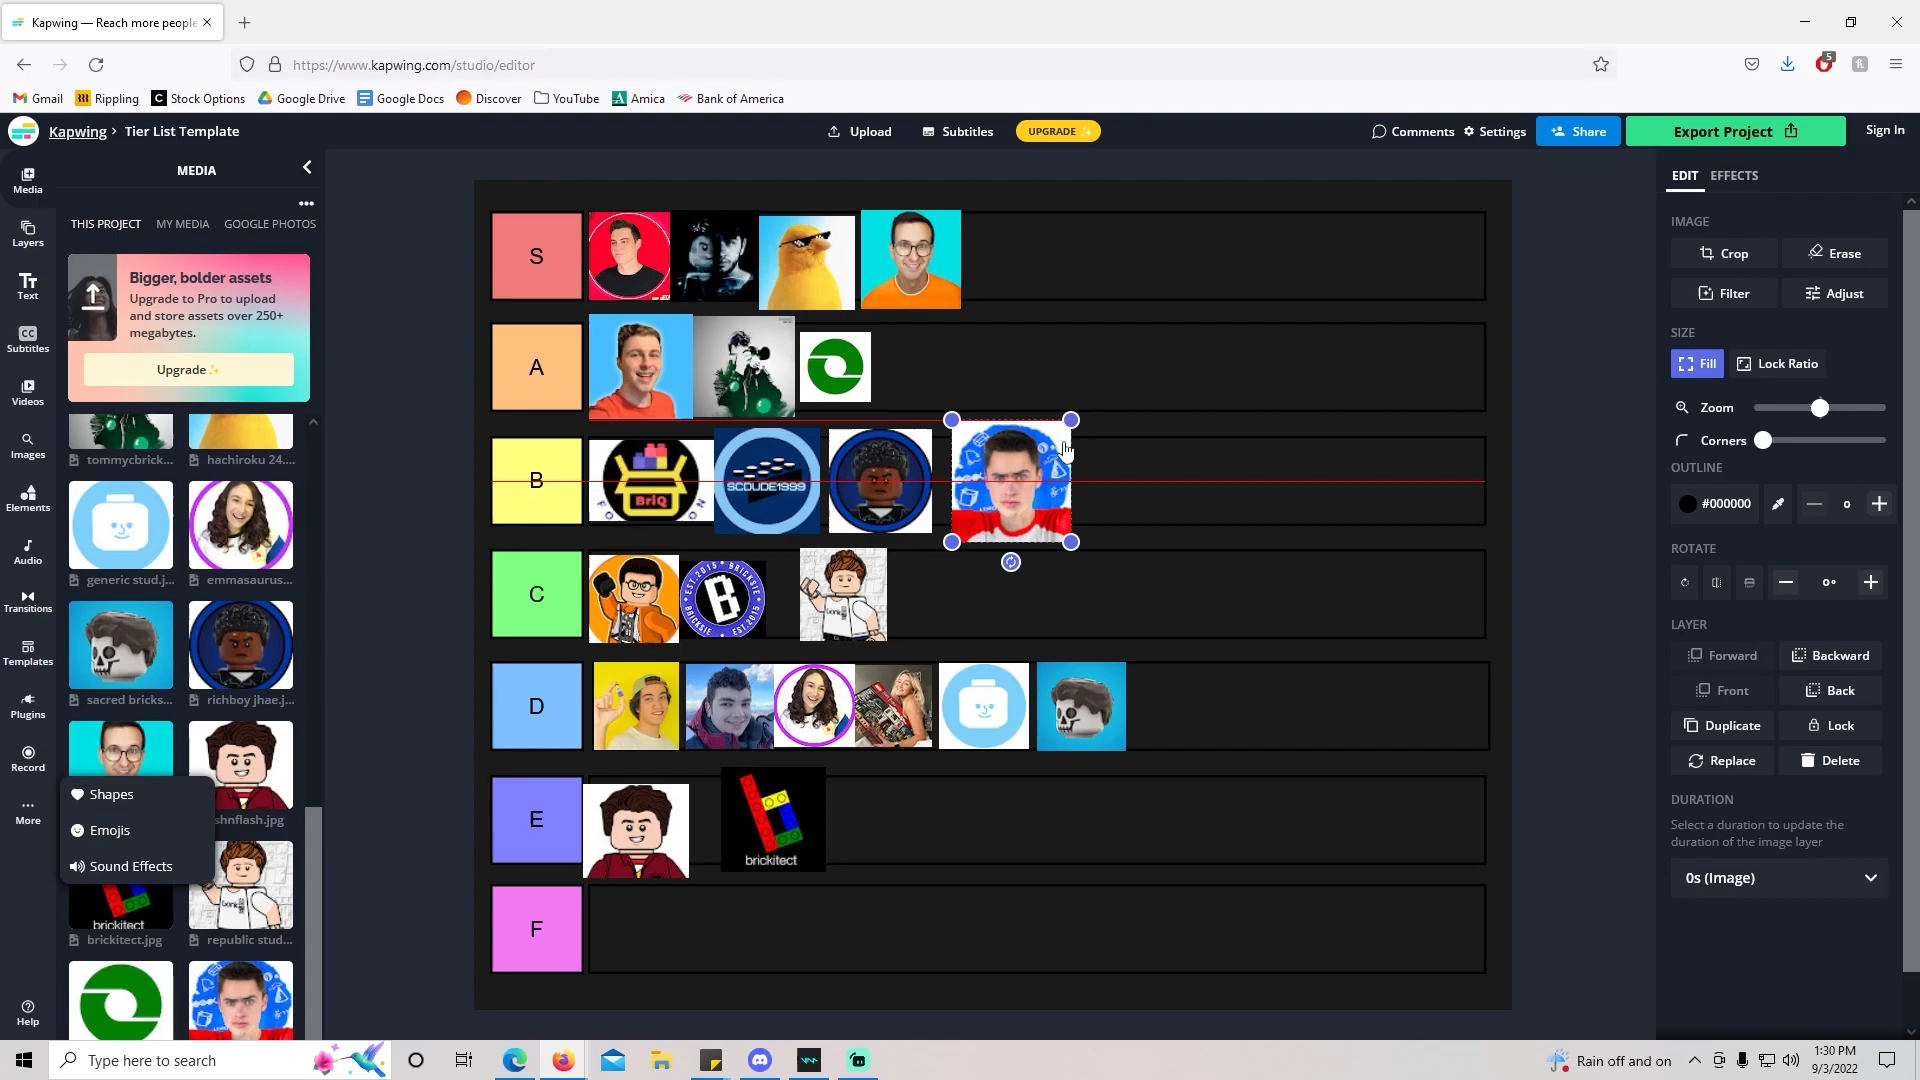 Kapwing — Reach more people
https://www.kapwing.com/studio/editor
5
Gmail
Rippling
Stock Options
Google Drive
Google Docs
Discover
YouTube
Amica
Bank of America
Kapwing › Tier List Template
Upload
Subtitles
UPGRADE ✨
Comments
Settings
Share
Export Project
Sign In
Media
Layers
Text
Subtitles
Videos
Images
Elements
Audio
Transitions
Templates
Plugins
Record
More
Help
MEDIA
THIS PROJECT
MY MEDIA
GOOGLE PHOTOS
Bigger, bolder assets
Upgrade to Pro to upload
and store assets over 250+
megabytes.
Upgrade✨
tommycbrick...
hachiroku 24....
generic stud.j...
emmasaurus...
sacred bricks...
richboy jhae.j...
shnflash.jpg
Shapes
Emojis
Sound Effects
brickitect
brickitect.jpg
republic stud...
S
A
B
BriQ
SCDUDE1999
C
BRICKSIE · EST.2015 · BRICKSIE · EST.2015
B
D
E
brickitect
F
EDIT
EFFECTS
IMAGE
Crop
Erase
Filter
Adjust
SIZE
Fill
Lock Ratio
Zoom
Corners
OUTLINE
#000000
0
ROTATE
0°
LAYER
Forward
Backward
Front
Back
Duplicate
Lock
Replace
Delete
DURATION
Select a duration to update the
duration of the image layer
0s (Image)
Type here to search
Rain off and on
1:30 PM
9/3/2022